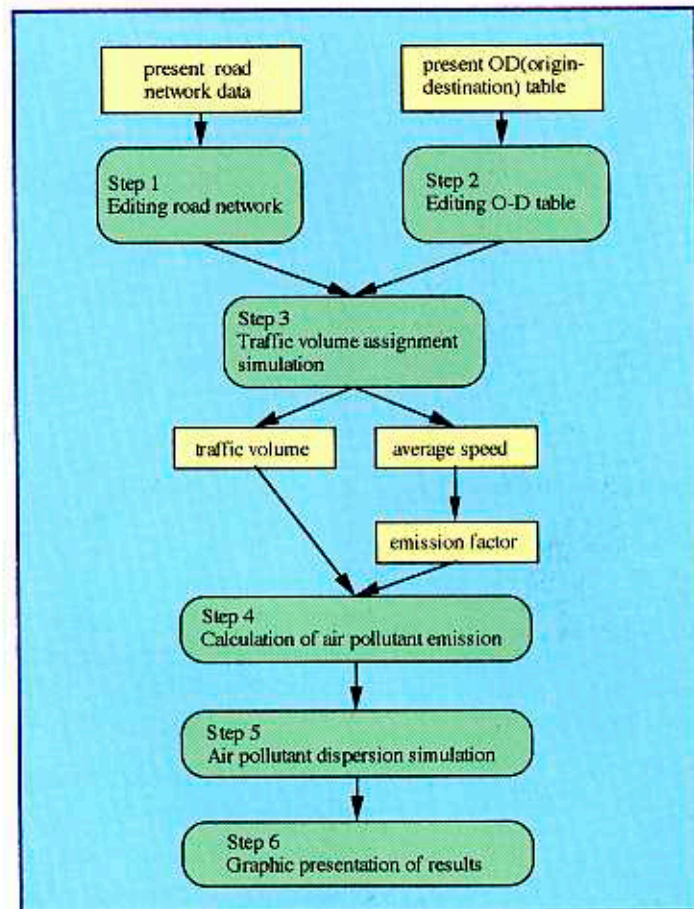 present road
network data
present OD(origin-
destination) table
Step 1
Editing road network
Step 2
Editing O-D table
Step 3
Traffic volume assignment
simulation
traffic volume
average speed
emission factor
Step 4
Calculation of air pollutant emission
Step 5
Air pollutant dispersion simulation
Step 6
Graphic presentation of results